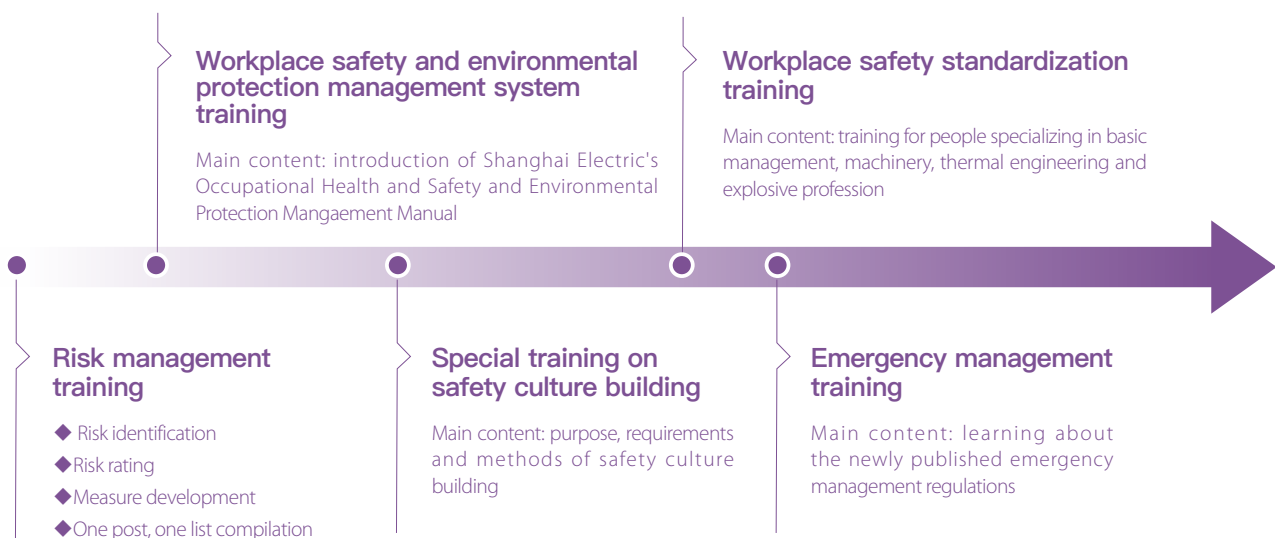 Workplace safety and environmental
protection management system
training
Main content: introduction of Shanghai Electric's
Occupational Health and Safety and Environmental
Protection Mangaement Manual
Workplace safety standardization
training
Main content: training for people specializing in basic
management, machinery, thermal engineering and
explosive profession
Risk management
training
◆ Risk identification
◆Risk rating
◆Measure development
◆One post, one list compilation
Special training on
safety culture building
Main content: purpose, requirements
and methods of safety culture
building
Emergency management
training
Main content: learning about
the newly published emergency
management regulations